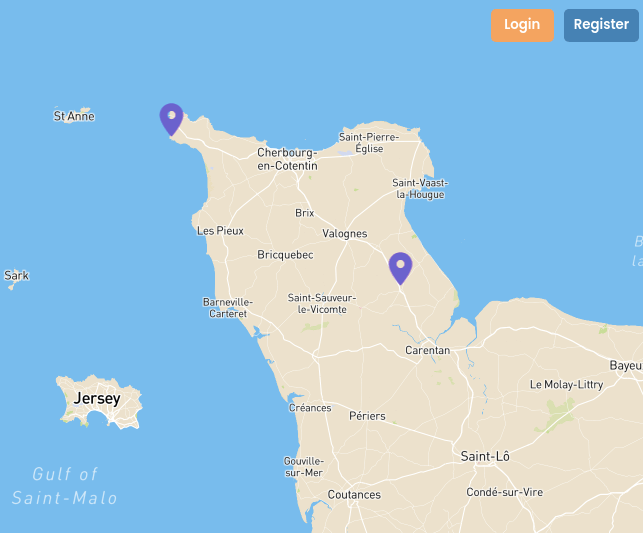 Login
Register
St Anne
Saint-Pierre-
Église
Cherbourg-
en-Cotentin
Saint-Vaast-
la-Hougue
Brix
Les Pieux
Valognes
Bricquebec
Sark
Barneville-
Carteret
Saint-Sauveur-
le-Vicomte
Carentan
Bayeu
Le Molay-Littry
Jersey
Créances
Périers
Saint-Lô
Gouville-
sur-Mer
Gulf of
Saint-Malo
Coutances
Condé-sur-Vire